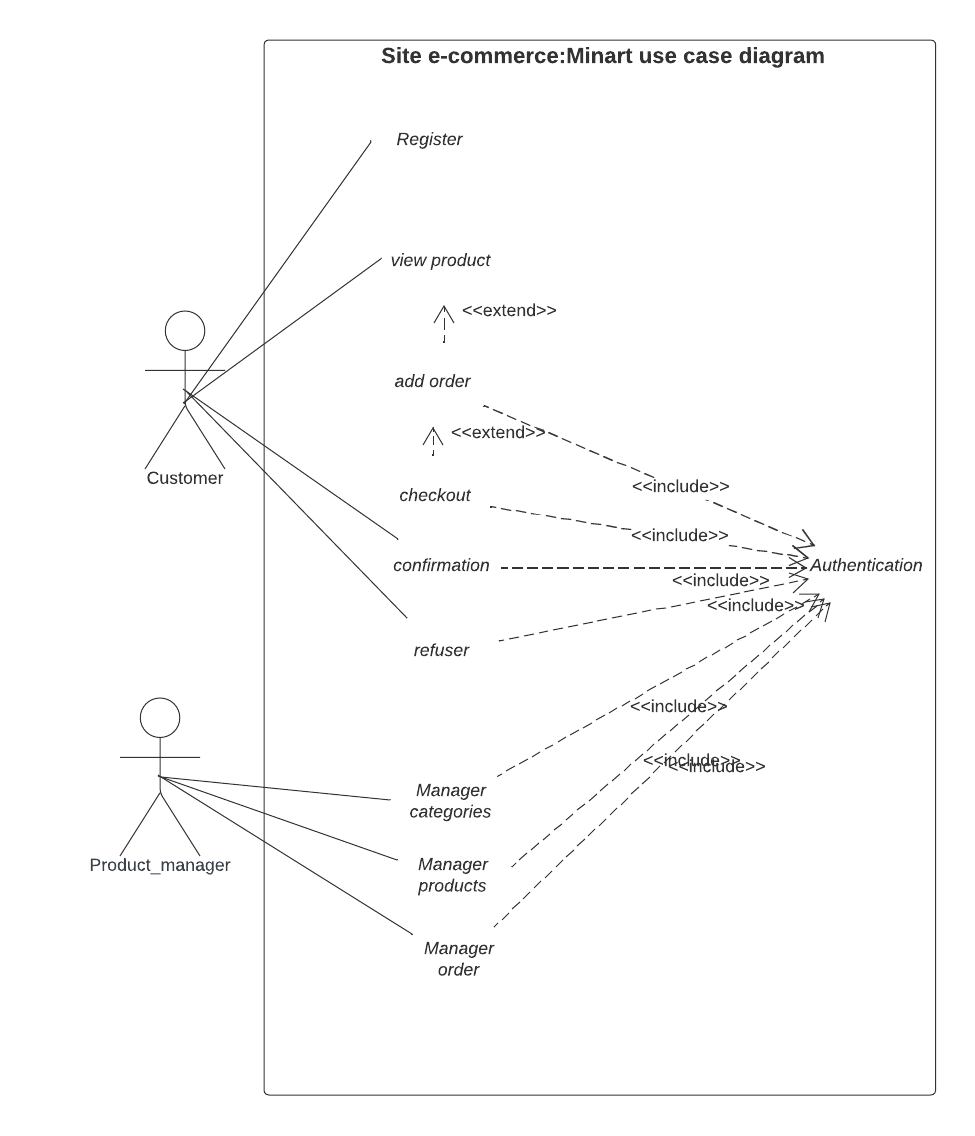 Site e-commerce:Minart use case diagram
Register
view product
<<extend>>
add order
<<extend>>
Customer
<<include>>
checkout
<<include>>
confirmation
Authentication
<<include>>
<<include>>
refuser
<<include>>
<<include>>
<<include>>
Manager
categories
Product_manager
Manager
products
Manager
order